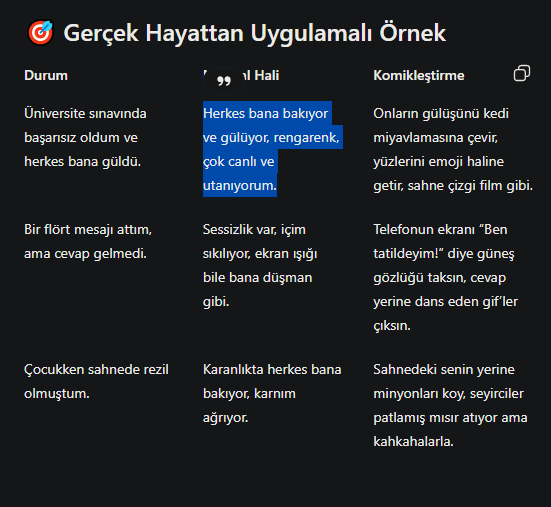 🎯 Gerçek Hayattan Uygulamalı Örnek
Durum
Hali
Komikleştirme
Üniversite sınavında
başarısız oldum ve
herkes bana güldü.
Herkes bana bakıyor
ve gülüyor, rengarenk,
çok canlı ve
utanıyorum.
Onların gülüşünü kedi
miyavlamasına çevir,
yüzlerini emoji haline
getir, sahne çizgi film gibi.
Bir flört mesajı attım,
ama cevap gelmedi.
Sessizlik var, içim
sıkılıyor, ekran ışığı
bile bana düşman
gibi.
Telefonun ekranı “Ben
tatildeyim!” diye güneş
gözlüğü taksın, cevap
yerine dans eden gif’ler
çıksın.
Çocukken sahnede rezil
olmuştum.
Karanlıkta herkes bana
bakıyor, karnım
ağrıyor.
Sahnedeki senin yerine
minyonları koy, seyirciler
patlamış mısır atıyor ama
kahkahalarla.